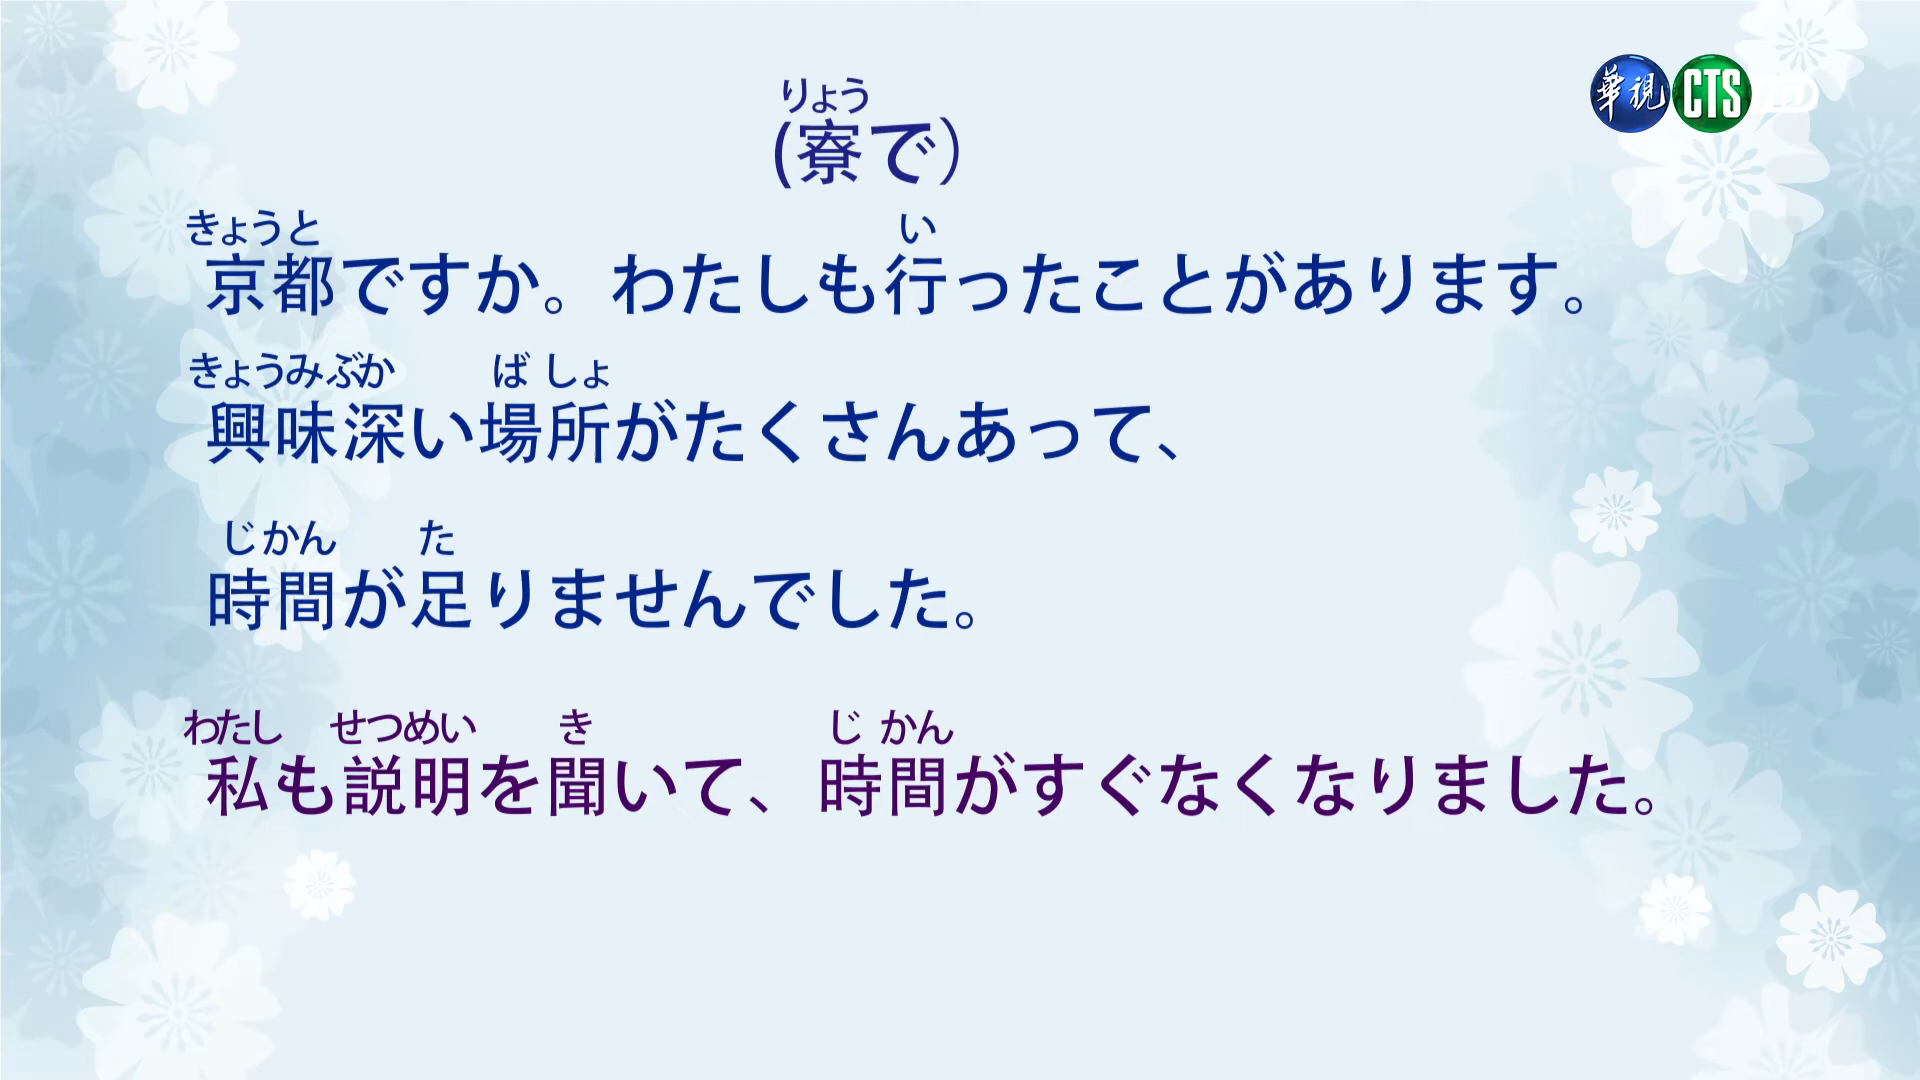 華視 CTS HD
りょう
(寮で)
きょうと い
京都ですか。わたしも行ったことがあります。
きょうみぶか ばしょ
興味深い場所がたくさんあって、
じかん た
時間が足りませんでした。
わたし せつめい き じ かん
私も説明を聞いて、時間がすぐなくなりました。